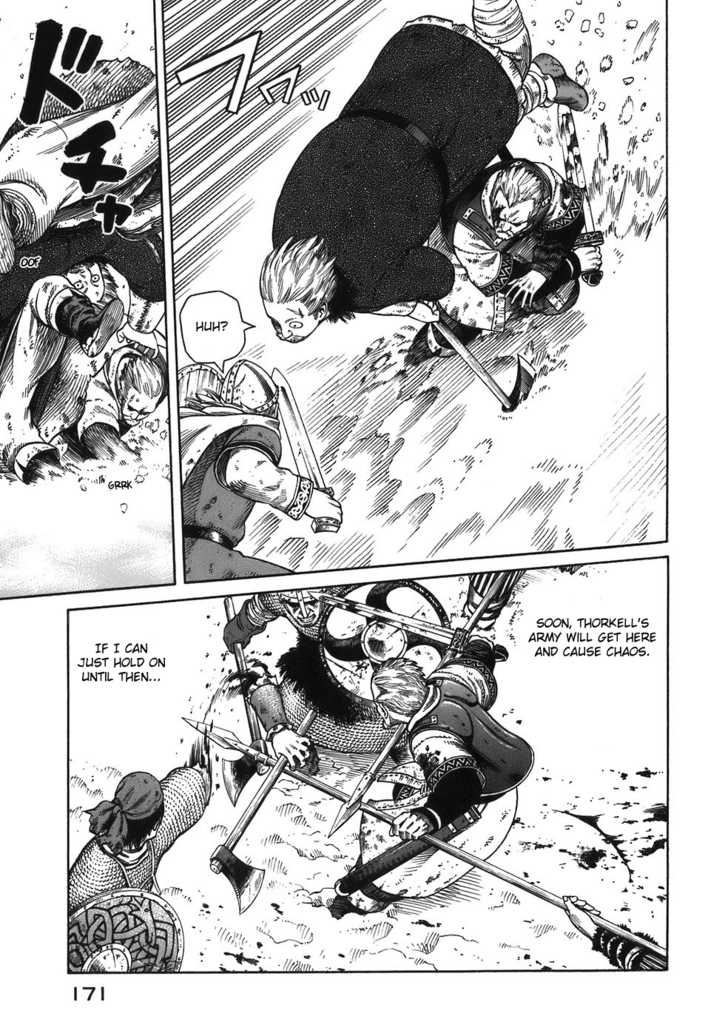 フ
ォ
ッ
HUH?
ド
チャ
OOF
GRRK
SOON, THORKELL'S
ARMY WILL GET HERE
AND CAUSE CHAOS.
IF I CAN
JUST HOLD ON
UNTIL THEN...
171